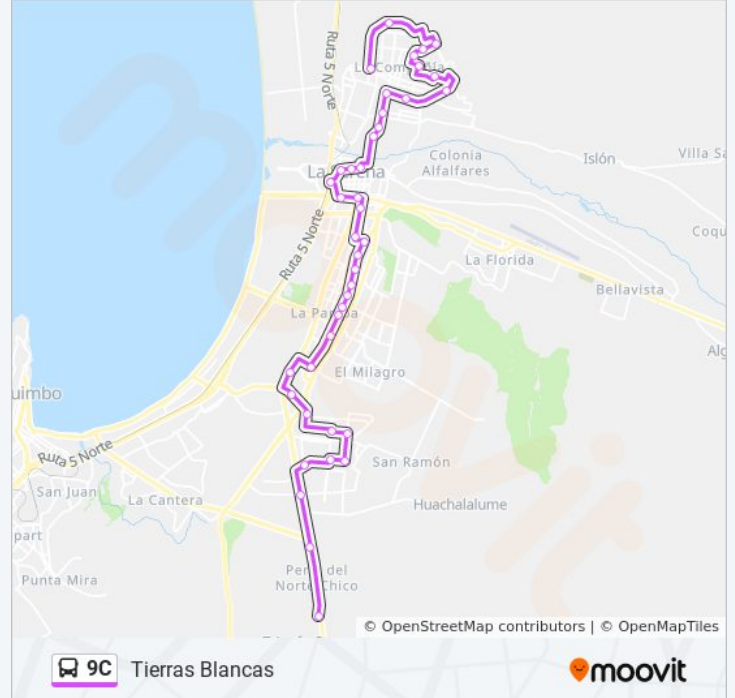 Ruta 5 Norte
La Compañía
Colonia
Alfalfares
Islón
Villa Sa
La Serena
Coqu
Ruta 5 Norte
La Florida
Bellavista
La Pampa
Alg
El Milagro
uimbo
Ruta 5 Norte
San Ramón
San Juan
La Cantera
Huachalalume
part
Punta Mira
Norte Chico
© OpenStreetMap contributors | © OpenMapTiles
9C Tierras Blancas
moovit